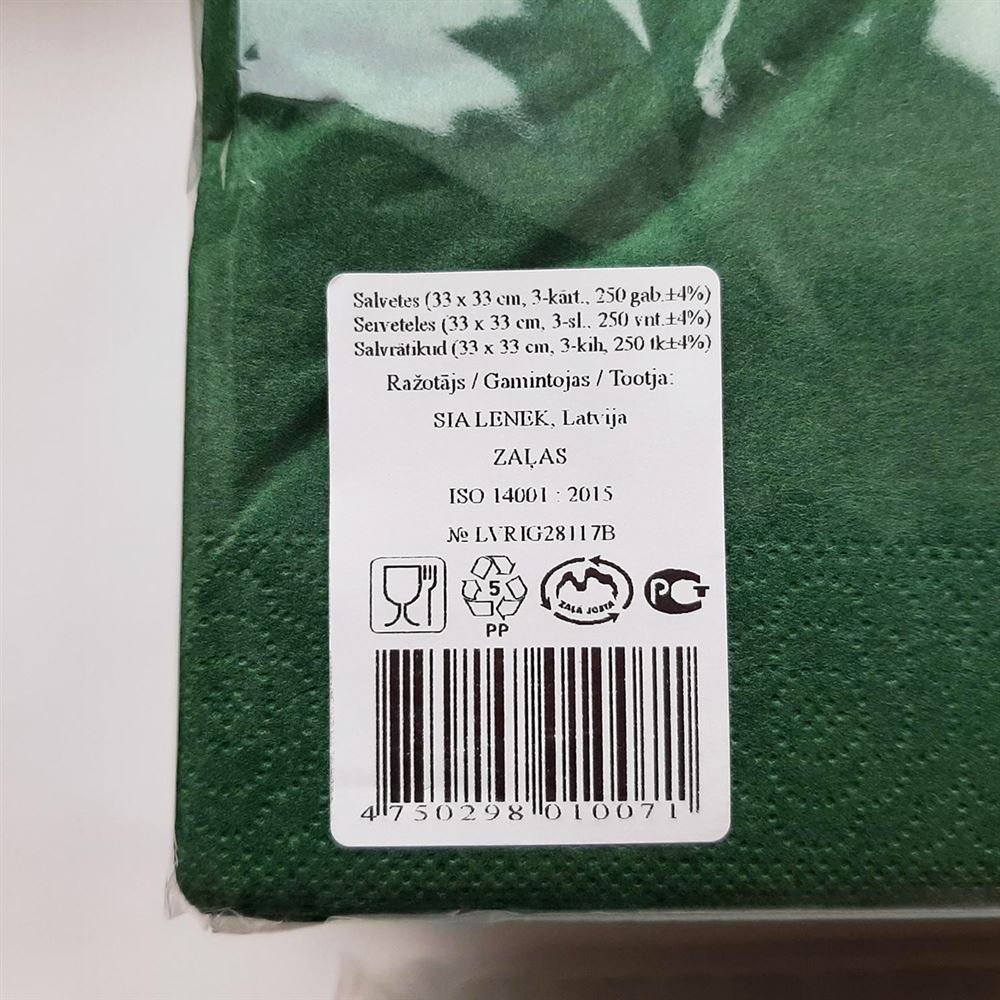 Salvetes (33 x 33 cm, 3-kārt., 250 gab.±4%)
Serveteles (33 x 33 cm, 3-sl., 250 vnt.±4%)
Salvrätikud (33 x 33 cm, 3-kih, 250 tk±4%)
Ražotājs / Gamintojas / Tootja:
SIA LENEK, Latvija
ZAĻAS
ISO 14001 : 2015
№ LVRIG28117B
5
PP
ZAĻĀ JOSTA
РСТ
4 750298 010071